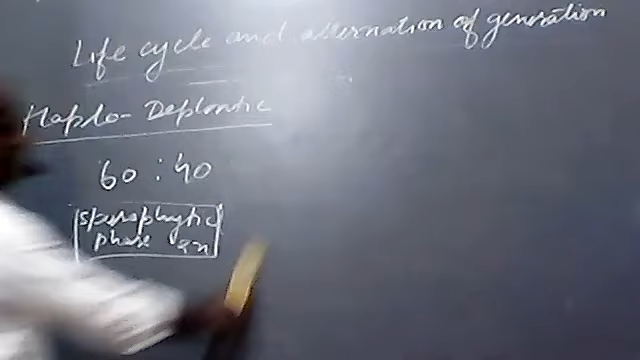 Life cycle and alternation of generation
Haplo-Deplontic
60 : 40
Sporophytic
phase 2n